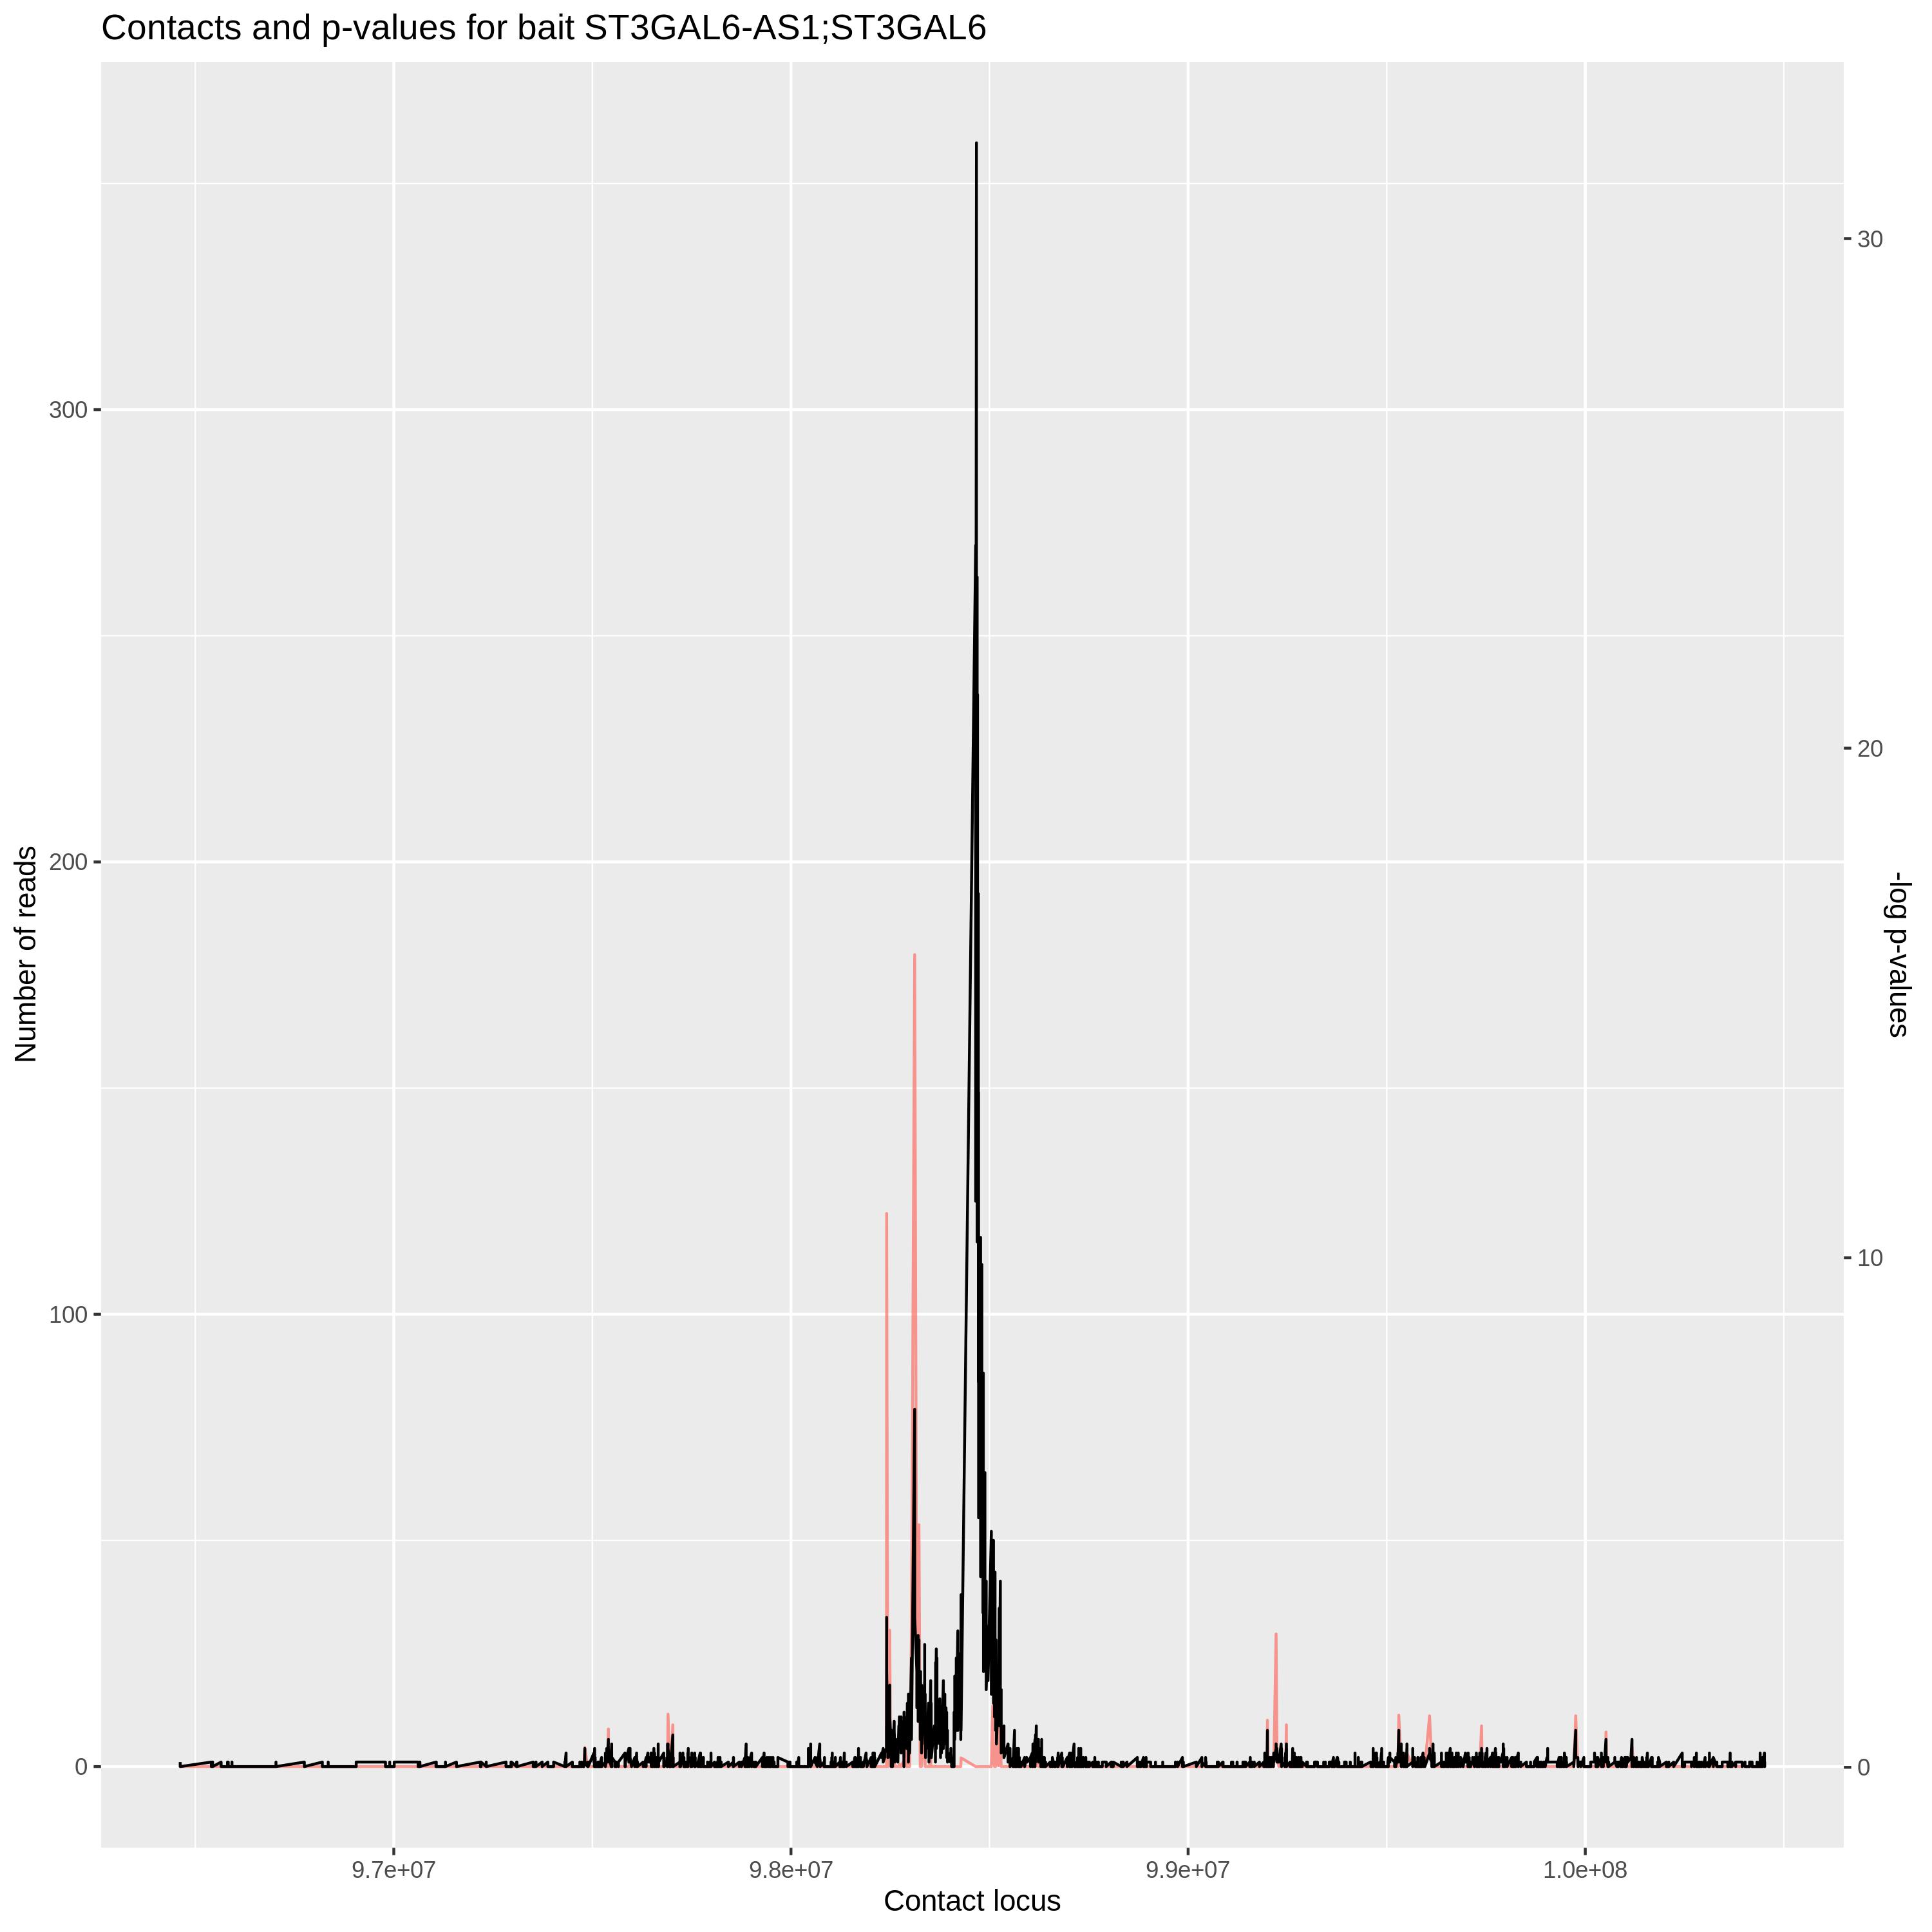 Contacts and p-values for bait ST3GAL6-AS1;ST3GAL6
Number of reads
300
200
100
0
30
20
10
0
-log p-values
9.7e+07 9.8e+07 9.9e+07 1.0e+08
Contact locus